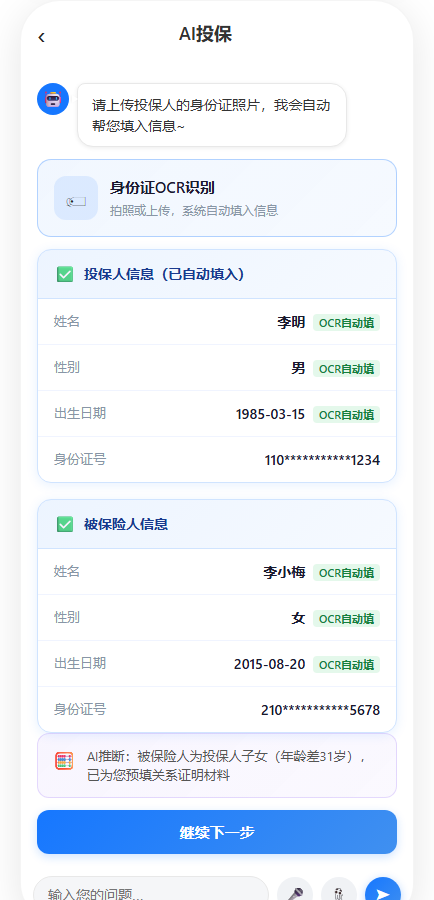 ‹
AI投保
请上传投保人的身份证照片，我会自动
帮您填入信息~
身份证OCR识别
拍照或上传，系统自动填入信息
投保人信息（已自动填入）
姓名 李明 OCR自动填
性别 男 OCR自动填
出生日期 1985-03-15 OCR自动填
身份证号 110***********1234
被保险人信息
姓名 李小梅 OCR自动填
性别 女 OCR自动填
出生日期 2015-08-20 OCR自动填
身份证号 210***********5678
AI推断：被保险人为投保人子女（年龄差31岁），
已为您预填关系证明材料
继续下一步
输入您的问题...